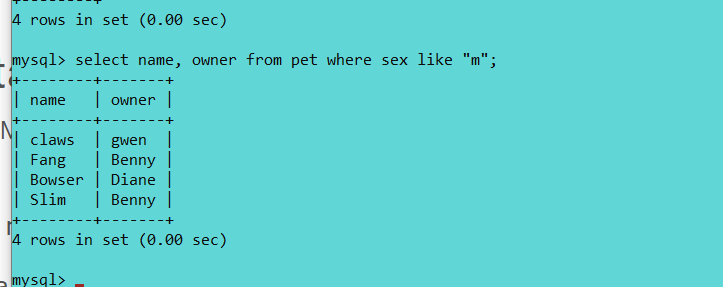 +--------+
4 rows in set (0.00 sec)
mysql> select name, owner from pet where sex like "m";
+--------+-------+
| name   | owner |
+--------+-------+
| claws  | gwen  |
| Fang   | Benny |
| Bowser | Diane |
| Slim   | Benny |
+--------+-------+
4 rows in set (0.00 sec)
mysql>